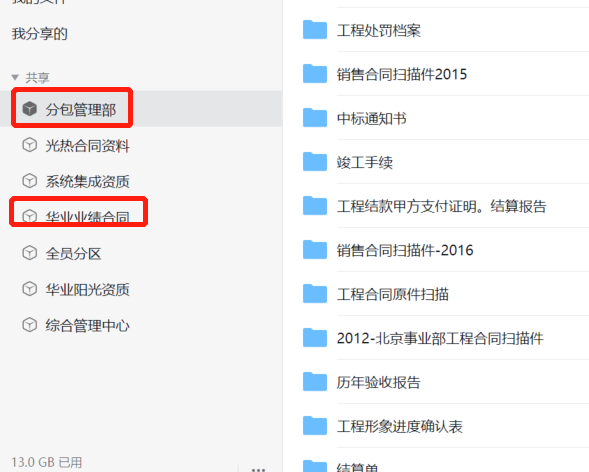 我的文件
我分享的
共享
分包管理部
光热合同资料
系统集成资质
华业业绩合同
全员分区
华业阳光资质
综合管理中心
13.0 GB 已用
工程处罚档案
销售合同扫描件2015
中标通知书
竣工手续
工程结款甲方支付证明。结算报告
销售合同扫描件-2016
工程合同原件扫描
2012-北京事业部工程合同扫描件
历年验收报告
工程形象进度确认表
结算单